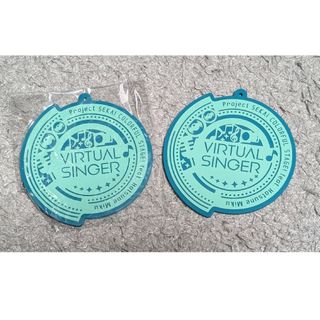 Project SEKAI COLORFUL STAGE! feat. Hatsune Miku
VIRTUAL
SINGER
Project SEKAI COLORFUL STAGE! feat. Hatsune Miku
VIRTUAL
SINGER